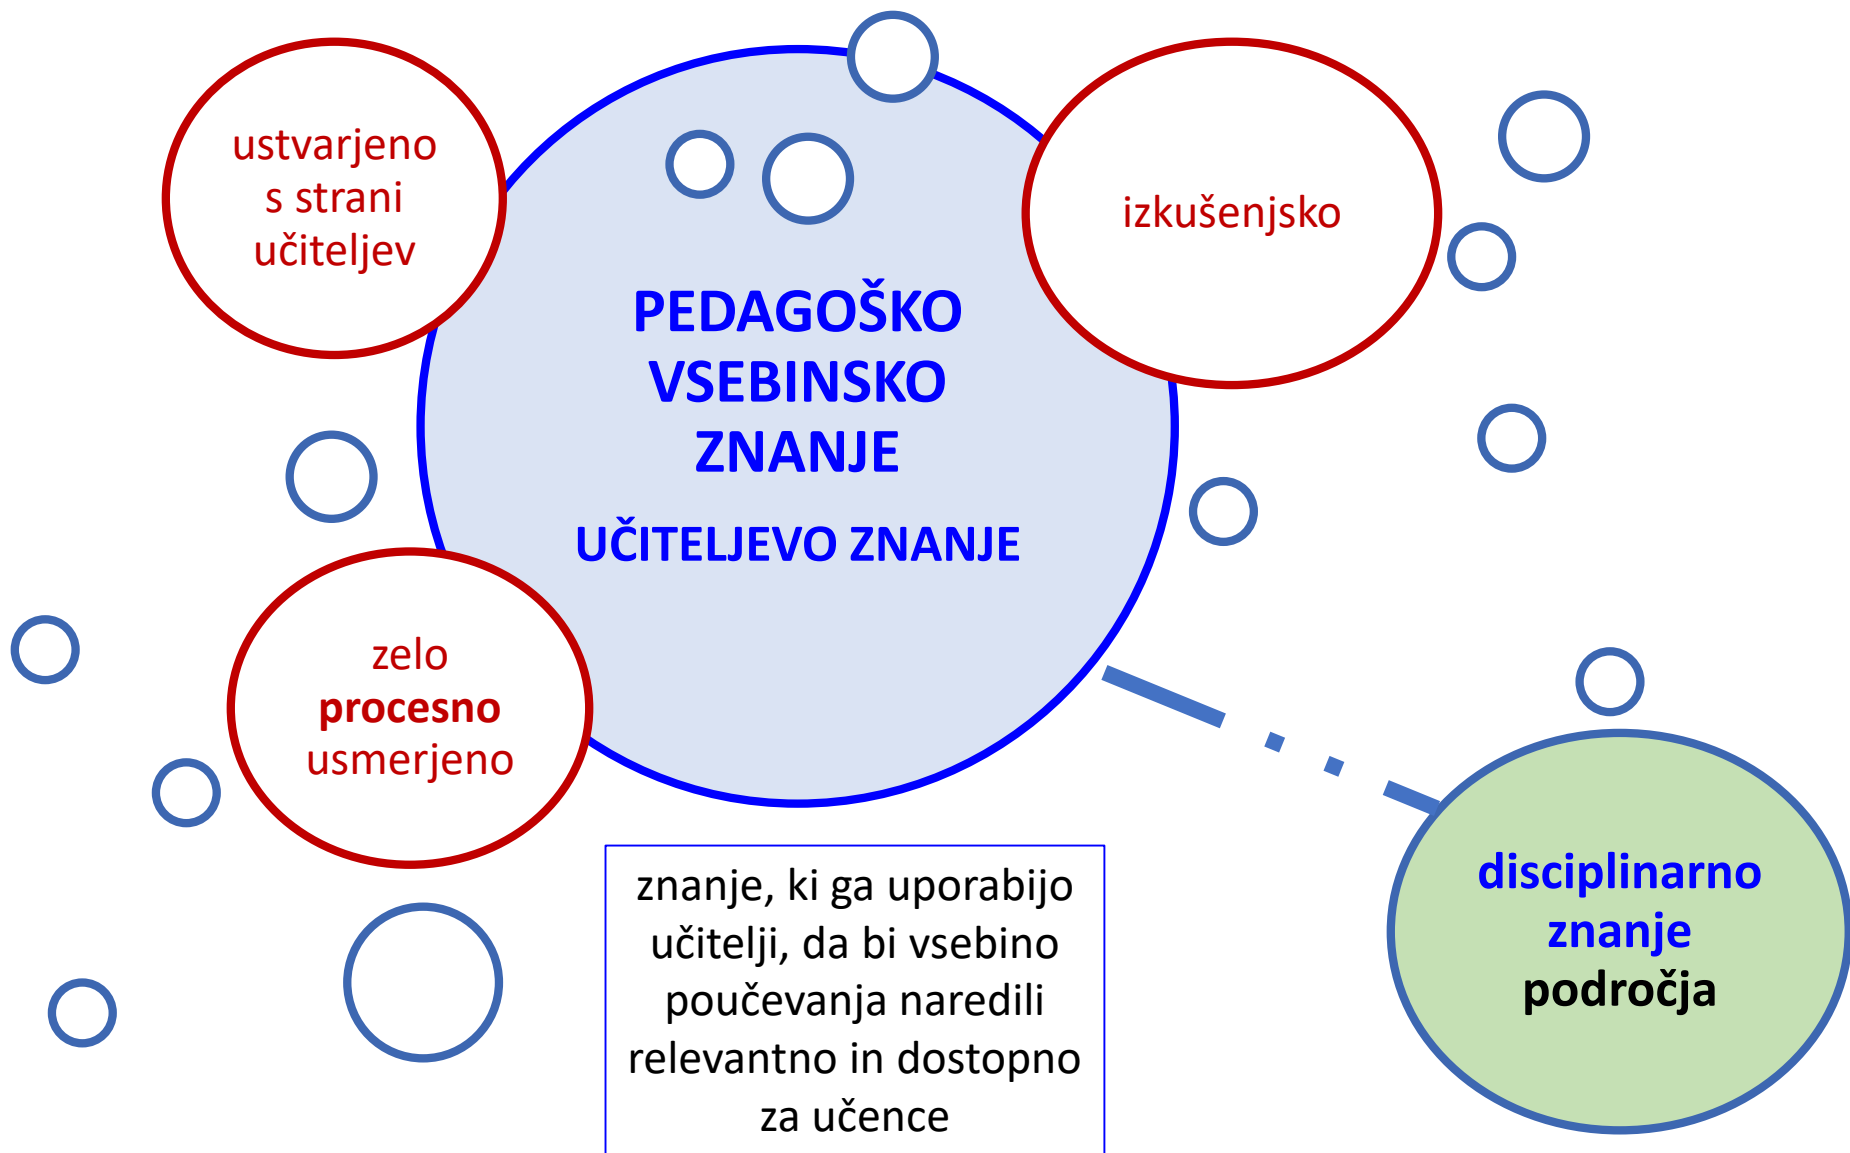 ustvarjeno
s strani
učiteljev
izkušenjsko
PEDAGOŠKO
VSEBINSKO
ZNANJE
UČITELJEVO ZNANJE
zelo
procesno
usmerjeno
znanje, ki ga uporabijo
učitelji, da bi vsebino
poučevanja naredili
relevantno in dostopno
za učence
disciplinarno
znanje
področja